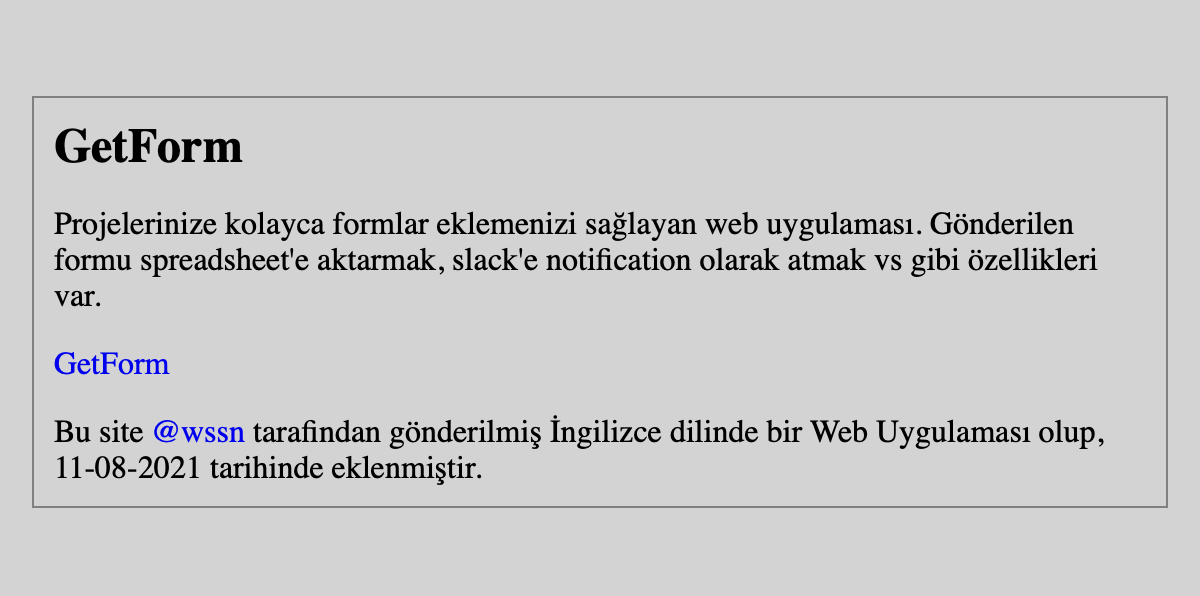 GetForm
Projelerinize kolayca formlar eklemenizi sağlayan web uygulaması. Gönderilen
formu spreadsheet'e aktarmak, slack'e notification olarak atmak vs gibi özellikleri
var.
GetForm
Bu site @wssn tarafından gönderilmiş İngilizce dilinde bir Web Uygulaması olup,
11-08-2021 tarihinde eklenmiştir.